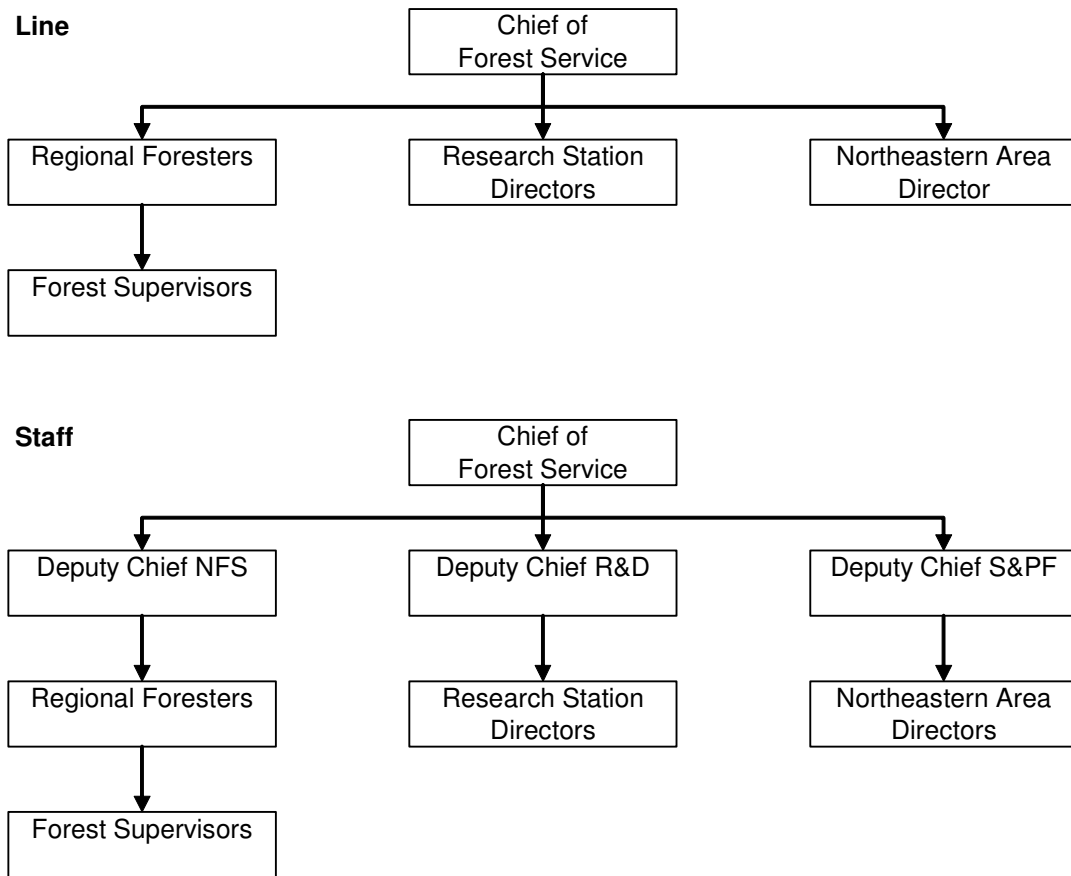 Line
Chief of
Forest Service
Regional Foresters
Research Station
Directors
Northeastern Area
Director
Forest Supervisors
Staff
Chief of
Forest Service
Deputy Chief NFS
Deputy Chief R&D
Deputy Chief S&PF
Regional Foresters
Research Station
Directors
Northeastern Area
Directors
Forest Supervisors